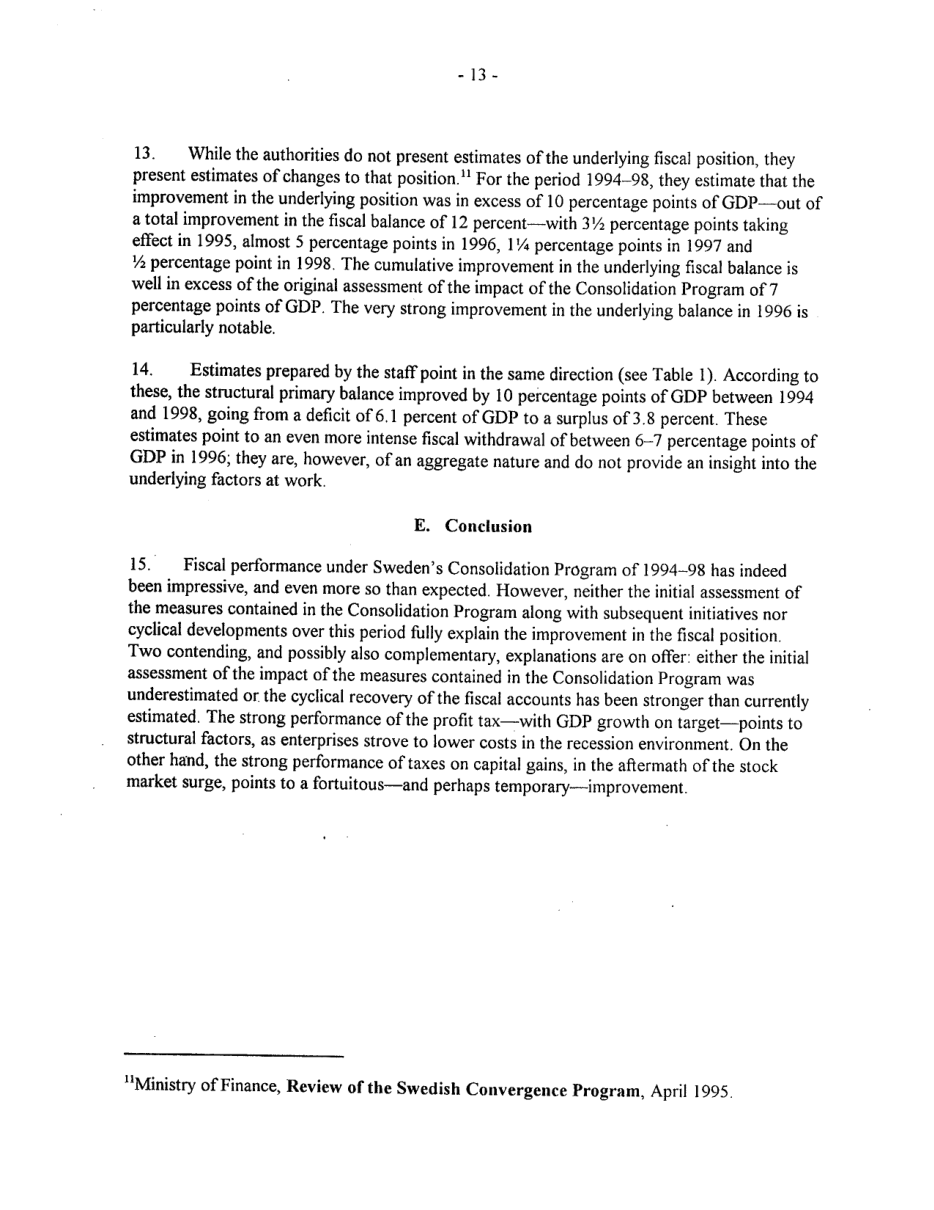 - 13 -
13. While the authorities do not present estimates of the underlying fiscal position, they
present estimates of changes to that position.¹¹ For the period 1994–98, they estimate that the
improvement in the underlying position was in excess of 10 percentage points of GDP—out of
a total improvement in the fiscal balance of 12 percent—with 3½ percentage points taking
effect in 1995, almost 5 percentage points in 1996, 1¼ percentage points in 1997 and
½ percentage point in 1998. The cumulative improvement in the underlying fiscal balance is
well in excess of the original assessment of the impact of the Consolidation Program of 7
percentage points of GDP. The very strong improvement in the underlying balance in 1996 is
particularly notable.
14. Estimates prepared by the staff point in the same direction (see Table 1). According to
these, the structural primary balance improved by 10 percentage points of GDP between 1994
and 1998, going from a deficit of 6.1 percent of GDP to a surplus of 3.8 percent. These
estimates point to an even more intense fiscal withdrawal of between 6–7 percentage points of
GDP in 1996; they are, however, of an aggregate nature and do not provide an insight into the
underlying factors at work.
E. Conclusion
15. Fiscal performance under Sweden's Consolidation Program of 1994–98 has indeed
been impressive, and even more so than expected. However, neither the initial assessment of
the measures contained in the Consolidation Program along with subsequent initiatives nor
cyclical developments over this period fully explain the improvement in the fiscal position.
Two contending, and possibly also complementary, explanations are on offer: either the initial
assessment of the impact of the measures contained in the Consolidation Program was
underestimated or the cyclical recovery of the fiscal accounts has been stronger than currently
estimated. The strong performance of the profit tax—with GDP growth on target—points to
structural factors, as enterprises strove to lower costs in the recession environment. On the
other hand, the strong performance of taxes on capital gains, in the aftermath of the stock
market surge, points to a fortuitous—and perhaps temporary—improvement.
¹¹Ministry of Finance, Review of the Swedish Convergence Program, April 1995.